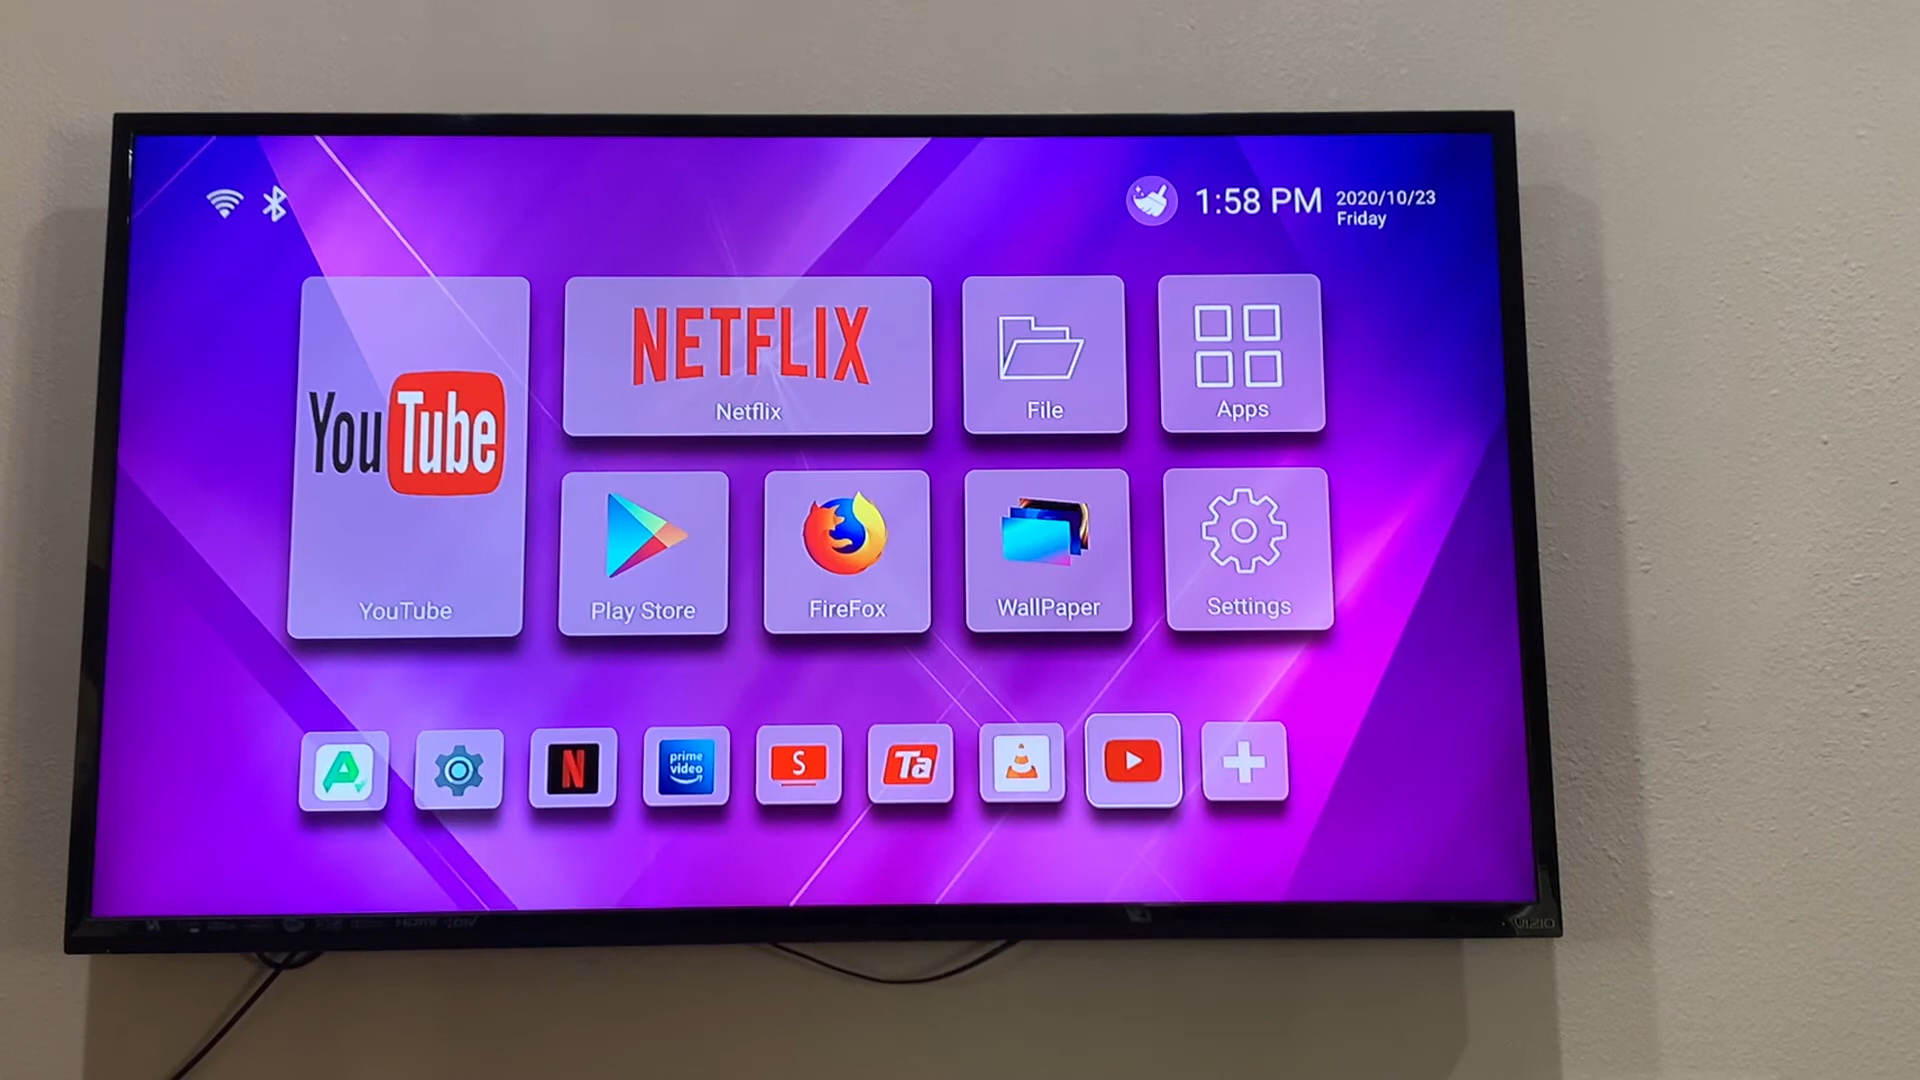 1:58 PM
2020/10/23
Friday
YouTube
NETFLIX
Netflix
File
Apps
YouTube
Play Store
FireFox
WallPaper
Settings
N
prime
video
S
Ta
HDMI
VIZIO